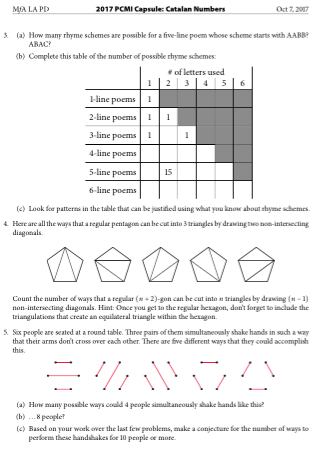 MfA LA PD 2017 PCMI Capsule: Catalan Numbers Oct 7, 2017
3. (a) How many rhyme schemes are possible for a five-line poem whose scheme starts with AABB?
ABAC?
(b) Complete this table of the number of possible rhyme schemes:
# of letters used
1 2 3 4 5 6
1-line poems 1
2-line poems 1 1
3-line poems 1 1
4-line poems
5-line poems 15
6-line poems
(c) Look for patterns in the table that can be justified using what you know about rhyme schemes.
4. Here are all the ways that a regular pentagon can be cut into 3 triangles by drawing two non-intersecting
diagonals.
Count the number of ways that a regular (n + 2)-gon can be cut into n triangles by drawing (n − 1)
non-intersecting diagonals. Hint: Once you get to the regular hexagon, don't forget to include the
triangulations that create an equilateral triangle within the hexagon.
5. Six people are seated at a round table. Three pairs of them simultaneously shake hands in such a way
that their arms don't cross over each other. There are five different ways that they could accomplish
this.
(a) How many possible ways could 4 people simultaneously shake hands like this?
(b) …8 people?
(c) Based on your work over the last few problems, make a conjecture for the number of ways to
perform these handshakes for 10 people or more.